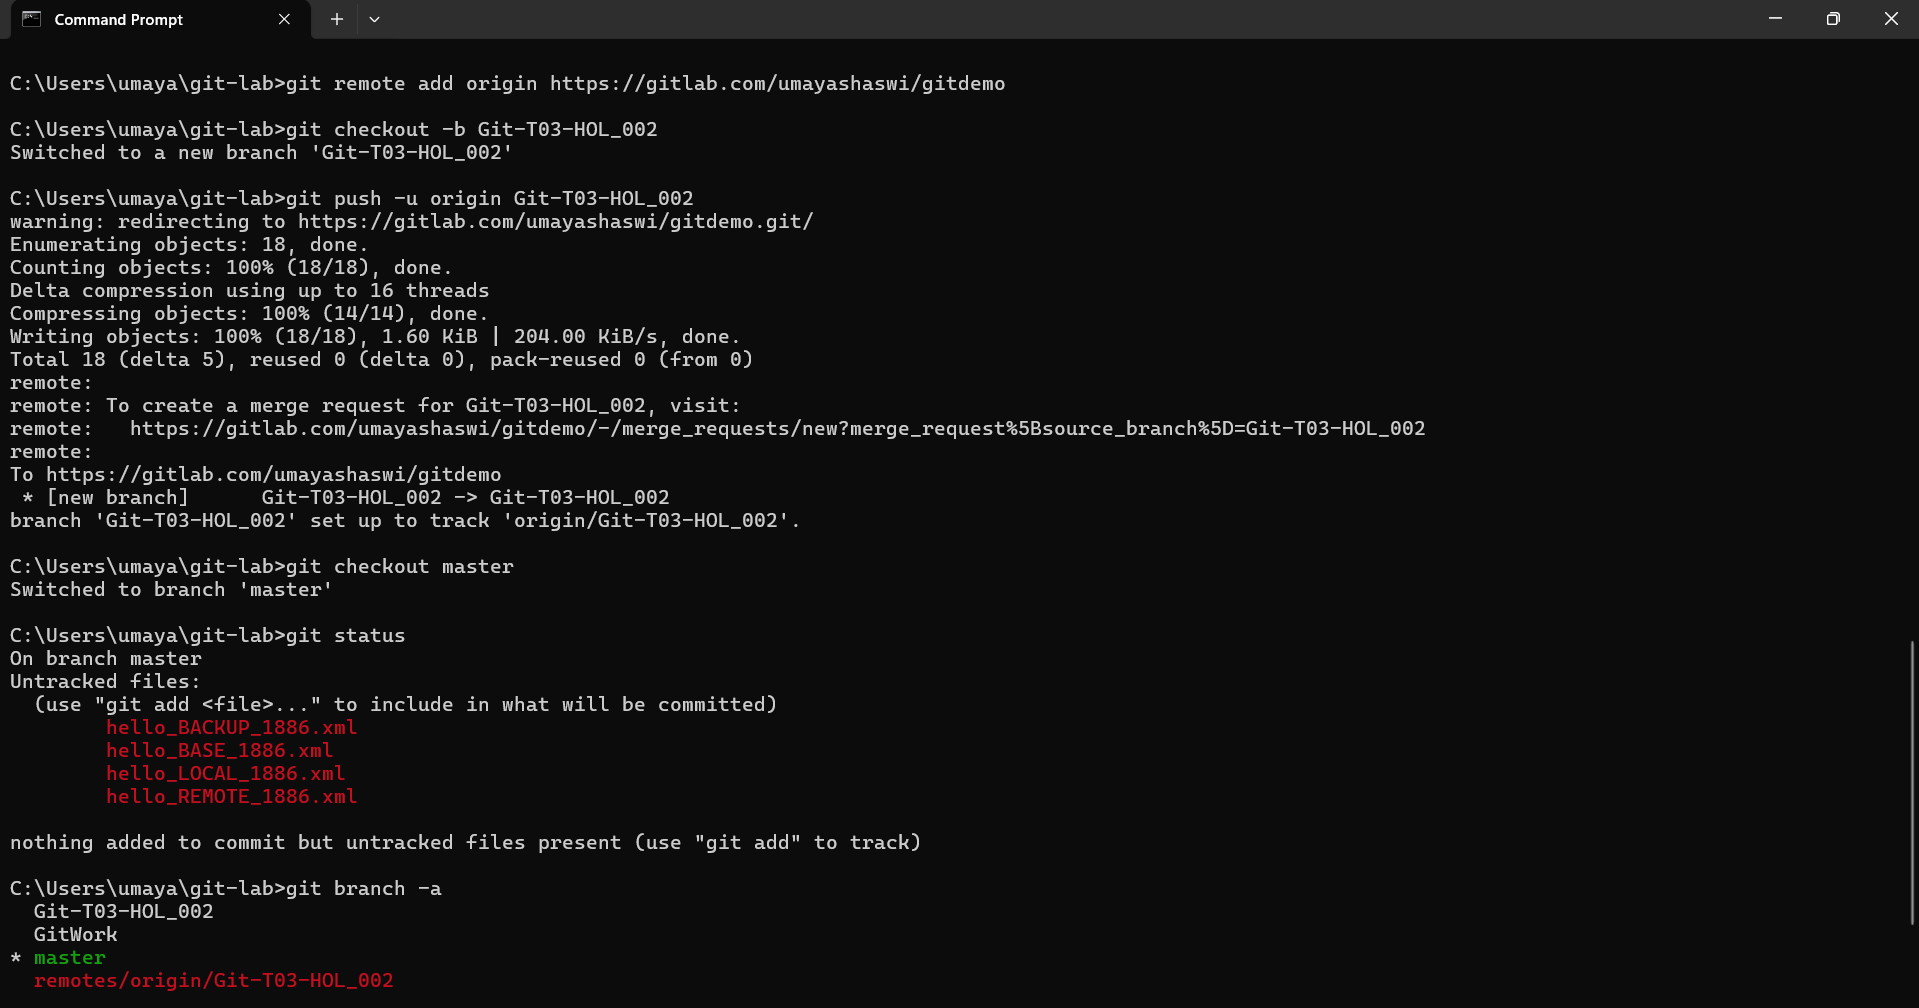 Command Prompt
C:\Users\umaya\git-lab>git remote add origin https://gitlab.com/umayashaswi/gitdemo
C:\Users\umaya\git-lab>git checkout -b Git-T03-HOL_002
Switched to a new branch 'Git-T03-HOL_002'
C:\Users\umaya\git-lab>git push -u origin Git-T03-HOL_002
warning: redirecting to https://gitlab.com/umayashaswi/gitdemo.git/
Enumerating objects: 18, done.
Counting objects: 100% (18/18), done.
Delta compression using up to 16 threads
Compressing objects: 100% (14/14), done.
Writing objects: 100% (18/18), 1.60 KiB | 204.00 KiB/s, done.
Total 18 (delta 5), reused 0 (delta 0), pack-reused 0 (from 0)
remote:
remote: To create a merge request for Git-T03-HOL_002, visit:
remote:   https://gitlab.com/umayashaswi/gitdemo/-/merge_requests/new?merge_request%5Bsource_branch%5D=Git-T03-HOL_002
remote:
To https://gitlab.com/umayashaswi/gitdemo
 * [new branch]      Git-T03-HOL_002 -> Git-T03-HOL_002
branch 'Git-T03-HOL_002' set up to track 'origin/Git-T03-HOL_002'.
C:\Users\umaya\git-lab>git checkout master
Switched to branch 'master'
C:\Users\umaya\git-lab>git status
On branch master
Untracked files:
  (use "git add <file>..." to include in what will be committed)
        hello_BACKUP_1886.xml
        hello_BASE_1886.xml
        hello_LOCAL_1886.xml
        hello_REMOTE_1886.xml
nothing added to commit but untracked files present (use "git add" to track)
C:\Users\umaya\git-lab>git branch -a
  Git-T03-HOL_002
  GitWork
* master
  remotes/origin/Git-T03-HOL_002